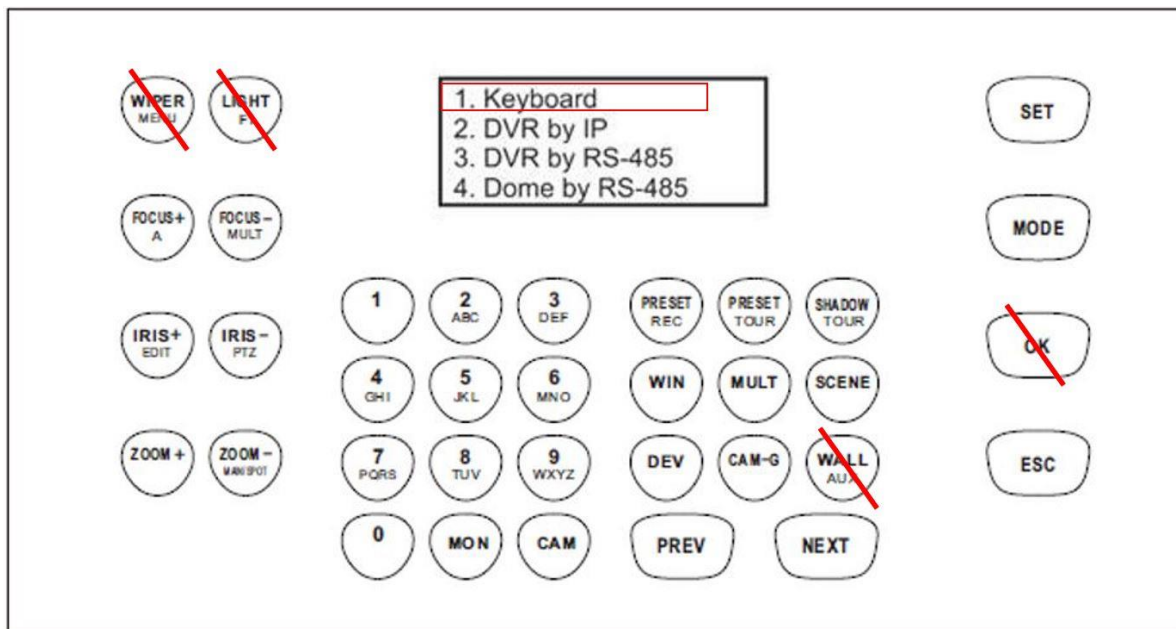 WIPER
MENU
LIGHT
F1
1. Keyboard
2. DVR by IP
3. DVR by RS-485
4. Dome by RS-485
SET
FOCUS+
A
FOCUS−
MULT
MODE
1
2
ABC
3
DEF
PRESET
REC
PRESET
TOUR
SHADOW
TOUR
IRIS+
EDIT
IRIS−
PTZ
OK
4
GHI
5
JKL
6
MNO
WIN
MULT
SCENE
ZOOM +
ZOOM −
MAIN/SPOT
7
PQRS
8
TUV
9
WXYZ
DEV
CAM-G
WALL
AUX
ESC
0
MON
CAM
PREV
NEXT